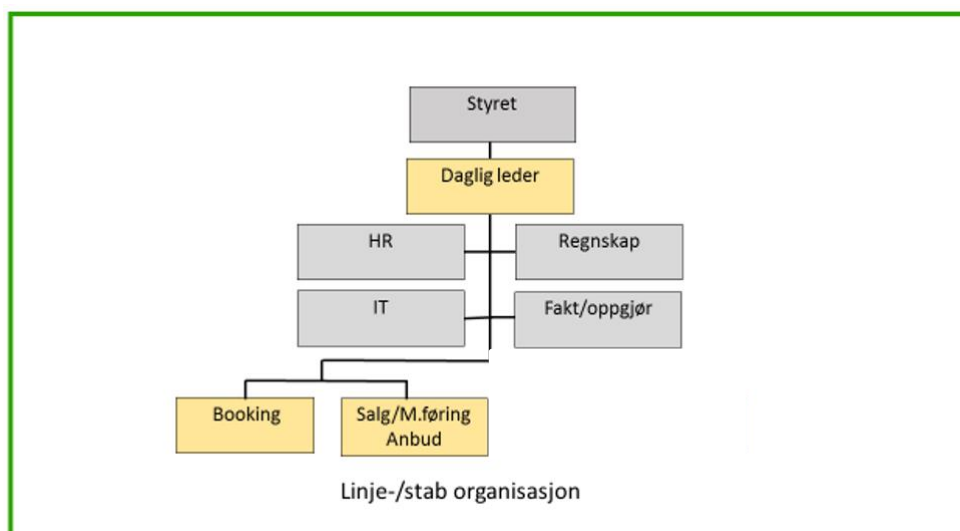 Styret
Daglig leder
HR
Regnskap
IT
Fakt/oppgjør
Booking
Salg/M.føring
Anbud
Linje-/stab organisasjon